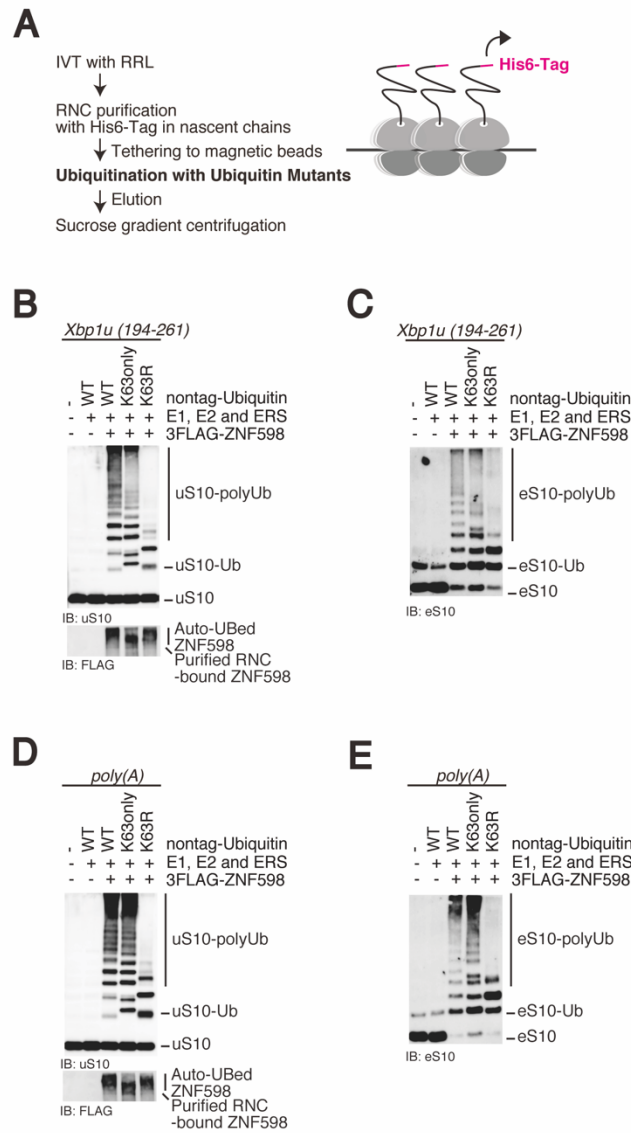 A
IVT with RRL
RNC purification
with His6-Tag in nascent chains
Tethering to magnetic beads
Ubiquitination with Ubiquitin Mutants
Elution
Sucrose gradient centrifugation
His6-Tag
B
Xbp1u (194-261)
- WT WT K63only K63R nontag-Ubiquitin
- + + + + E1, E2 and ERS
- - + + + 3FLAG-ZNF598
uS10-polyUb
uS10-Ub
uS10
IB: uS10
Auto-UBed
ZNF598
Purified RNC
-bound ZNF598
IB: FLAG
C
Xbp1u (194-261)
- WT WT K63only K63R nontag-Ubiquitin
- + + + + E1, E2 and ERS
- - + + + 3FLAG-ZNF598
eS10-polyUb
eS10-Ub
eS10
IB: eS10
D
poly(A)
- WT WT K63only K63R nontag-Ubiquitin
- + + + + E1, E2 and ERS
- - + + + 3FLAG-ZNF598
uS10-polyUb
uS10-Ub
uS10
IB: uS10
Auto-UBed
ZNF598
Purified RNC
-bound ZNF598
IB: FLAG
E
poly(A)
- WT WT K63only K63R nontag-Ubiquitin
- + + + + E1, E2 and ERS
- - + + + 3FLAG-ZNF598
eS10-polyUb
eS10-Ub
eS10
IB: eS10